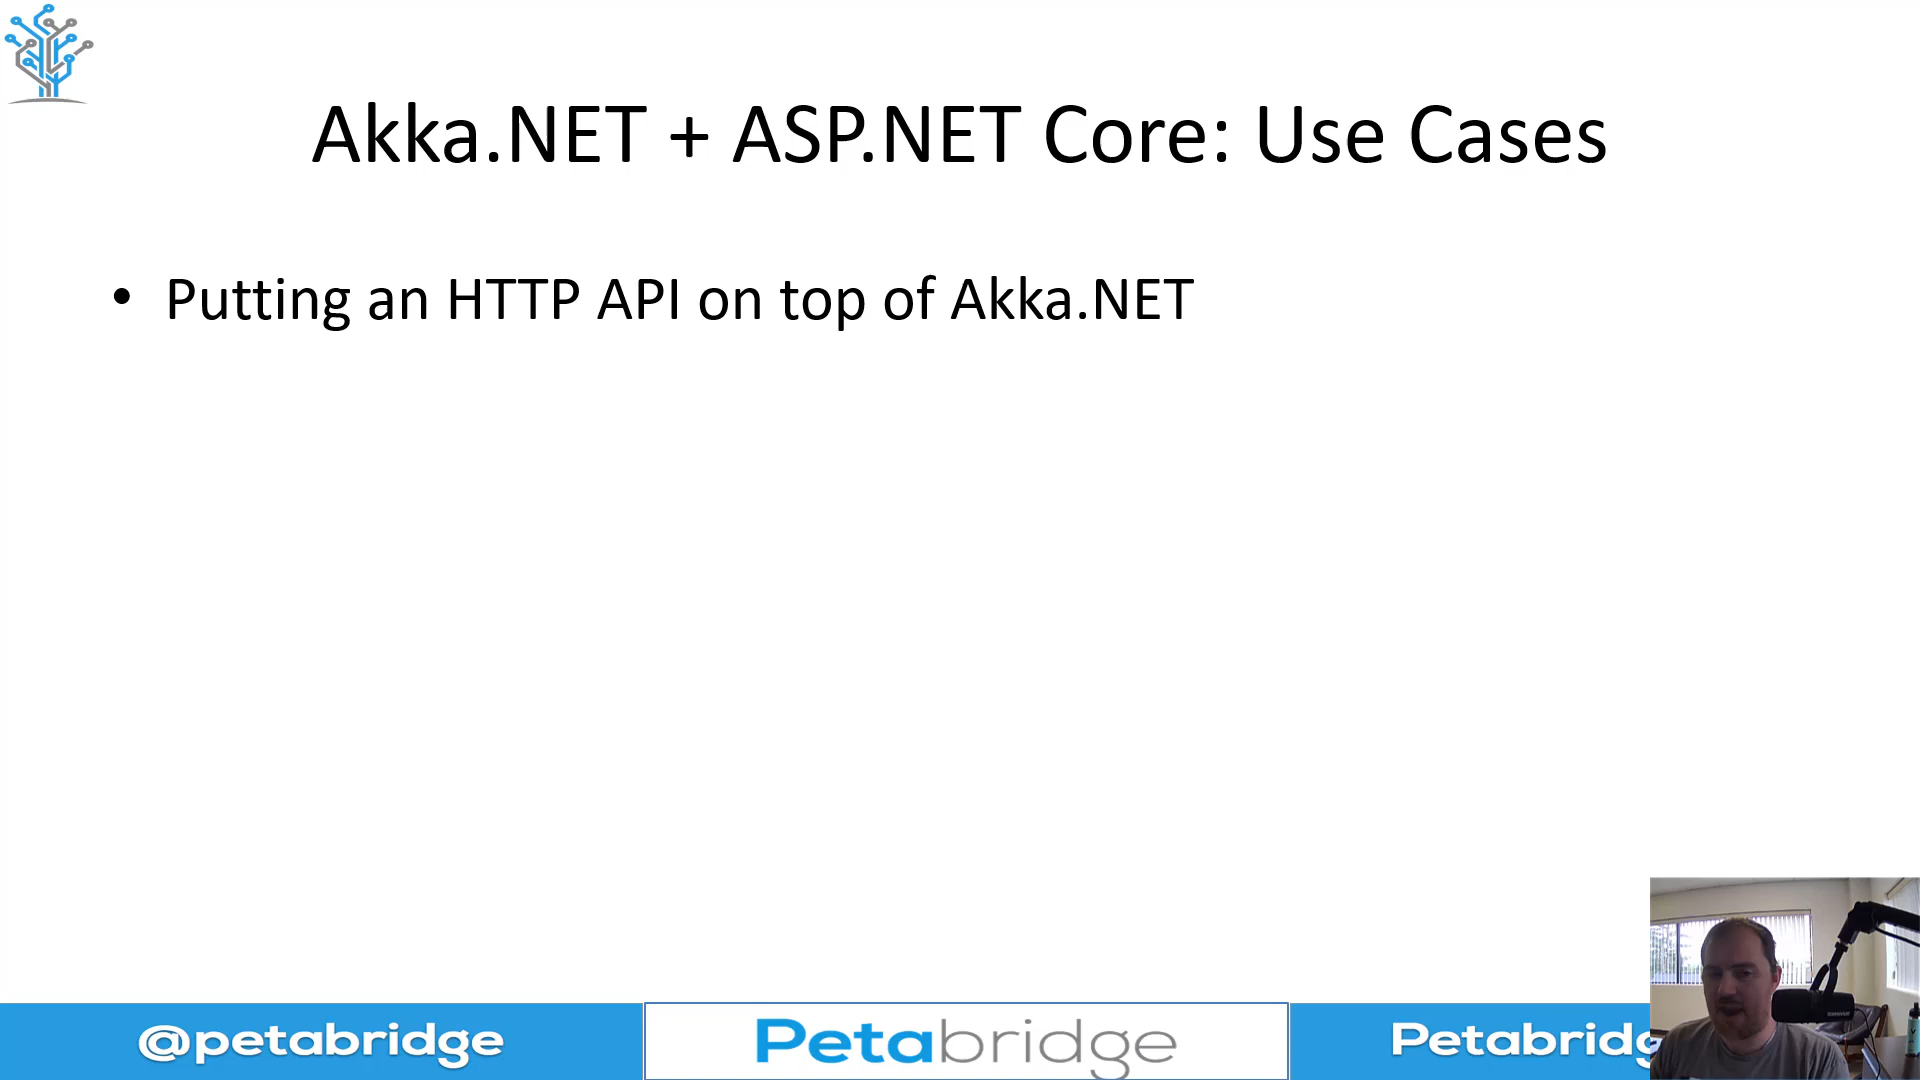 Akka.NET + ASP.NET Core: Use Cases
• Putting an HTTP API on top of Akka.NET
@petabridge
Petabridge